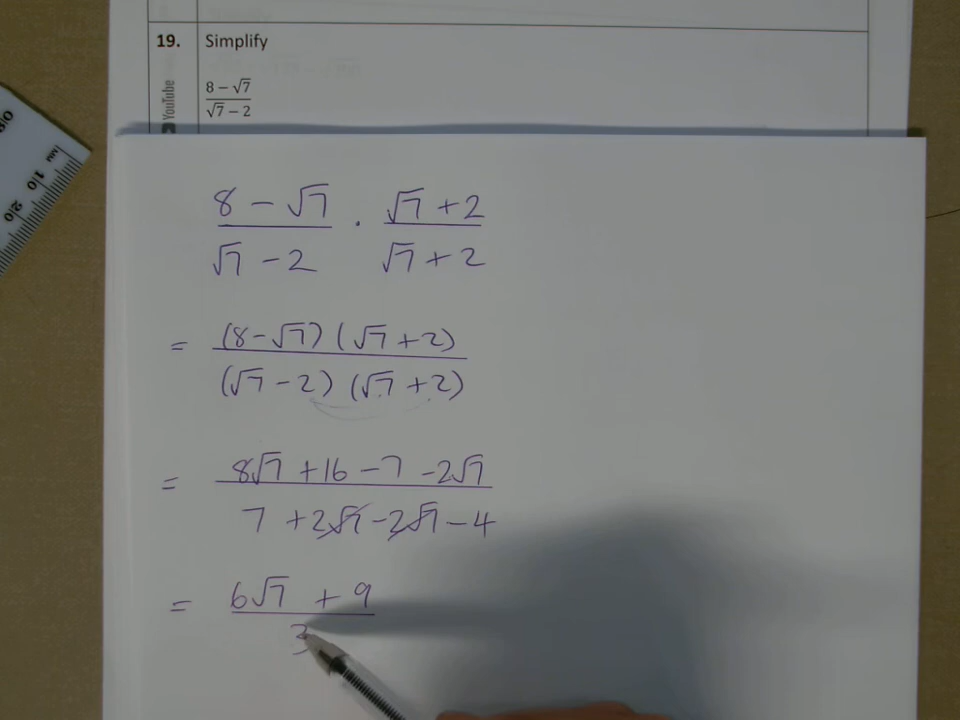 19. Simplify
YouTube
8 − √7
√7 − 2
8 − √7 . √7 + 2
√7 − 2 √7 + 2
= (8 − √7) (√7 + 2)
(√7 − 2) (√7 + 2)
= 8√7 + 16 − 7 − 2√7
7 + 2√7 − 2√7 − 4
= 6√7 + 9
3